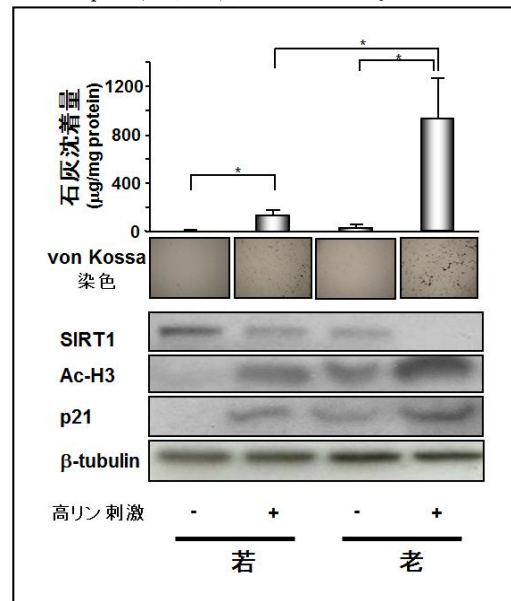 *
*
*
石灰沈着量
(μg/mg protein)
1200
800
400
0
von Kossa
染色
SIRT1
Ac-H3
p21
β-tubulin
高リン刺激 - + - +
若 老